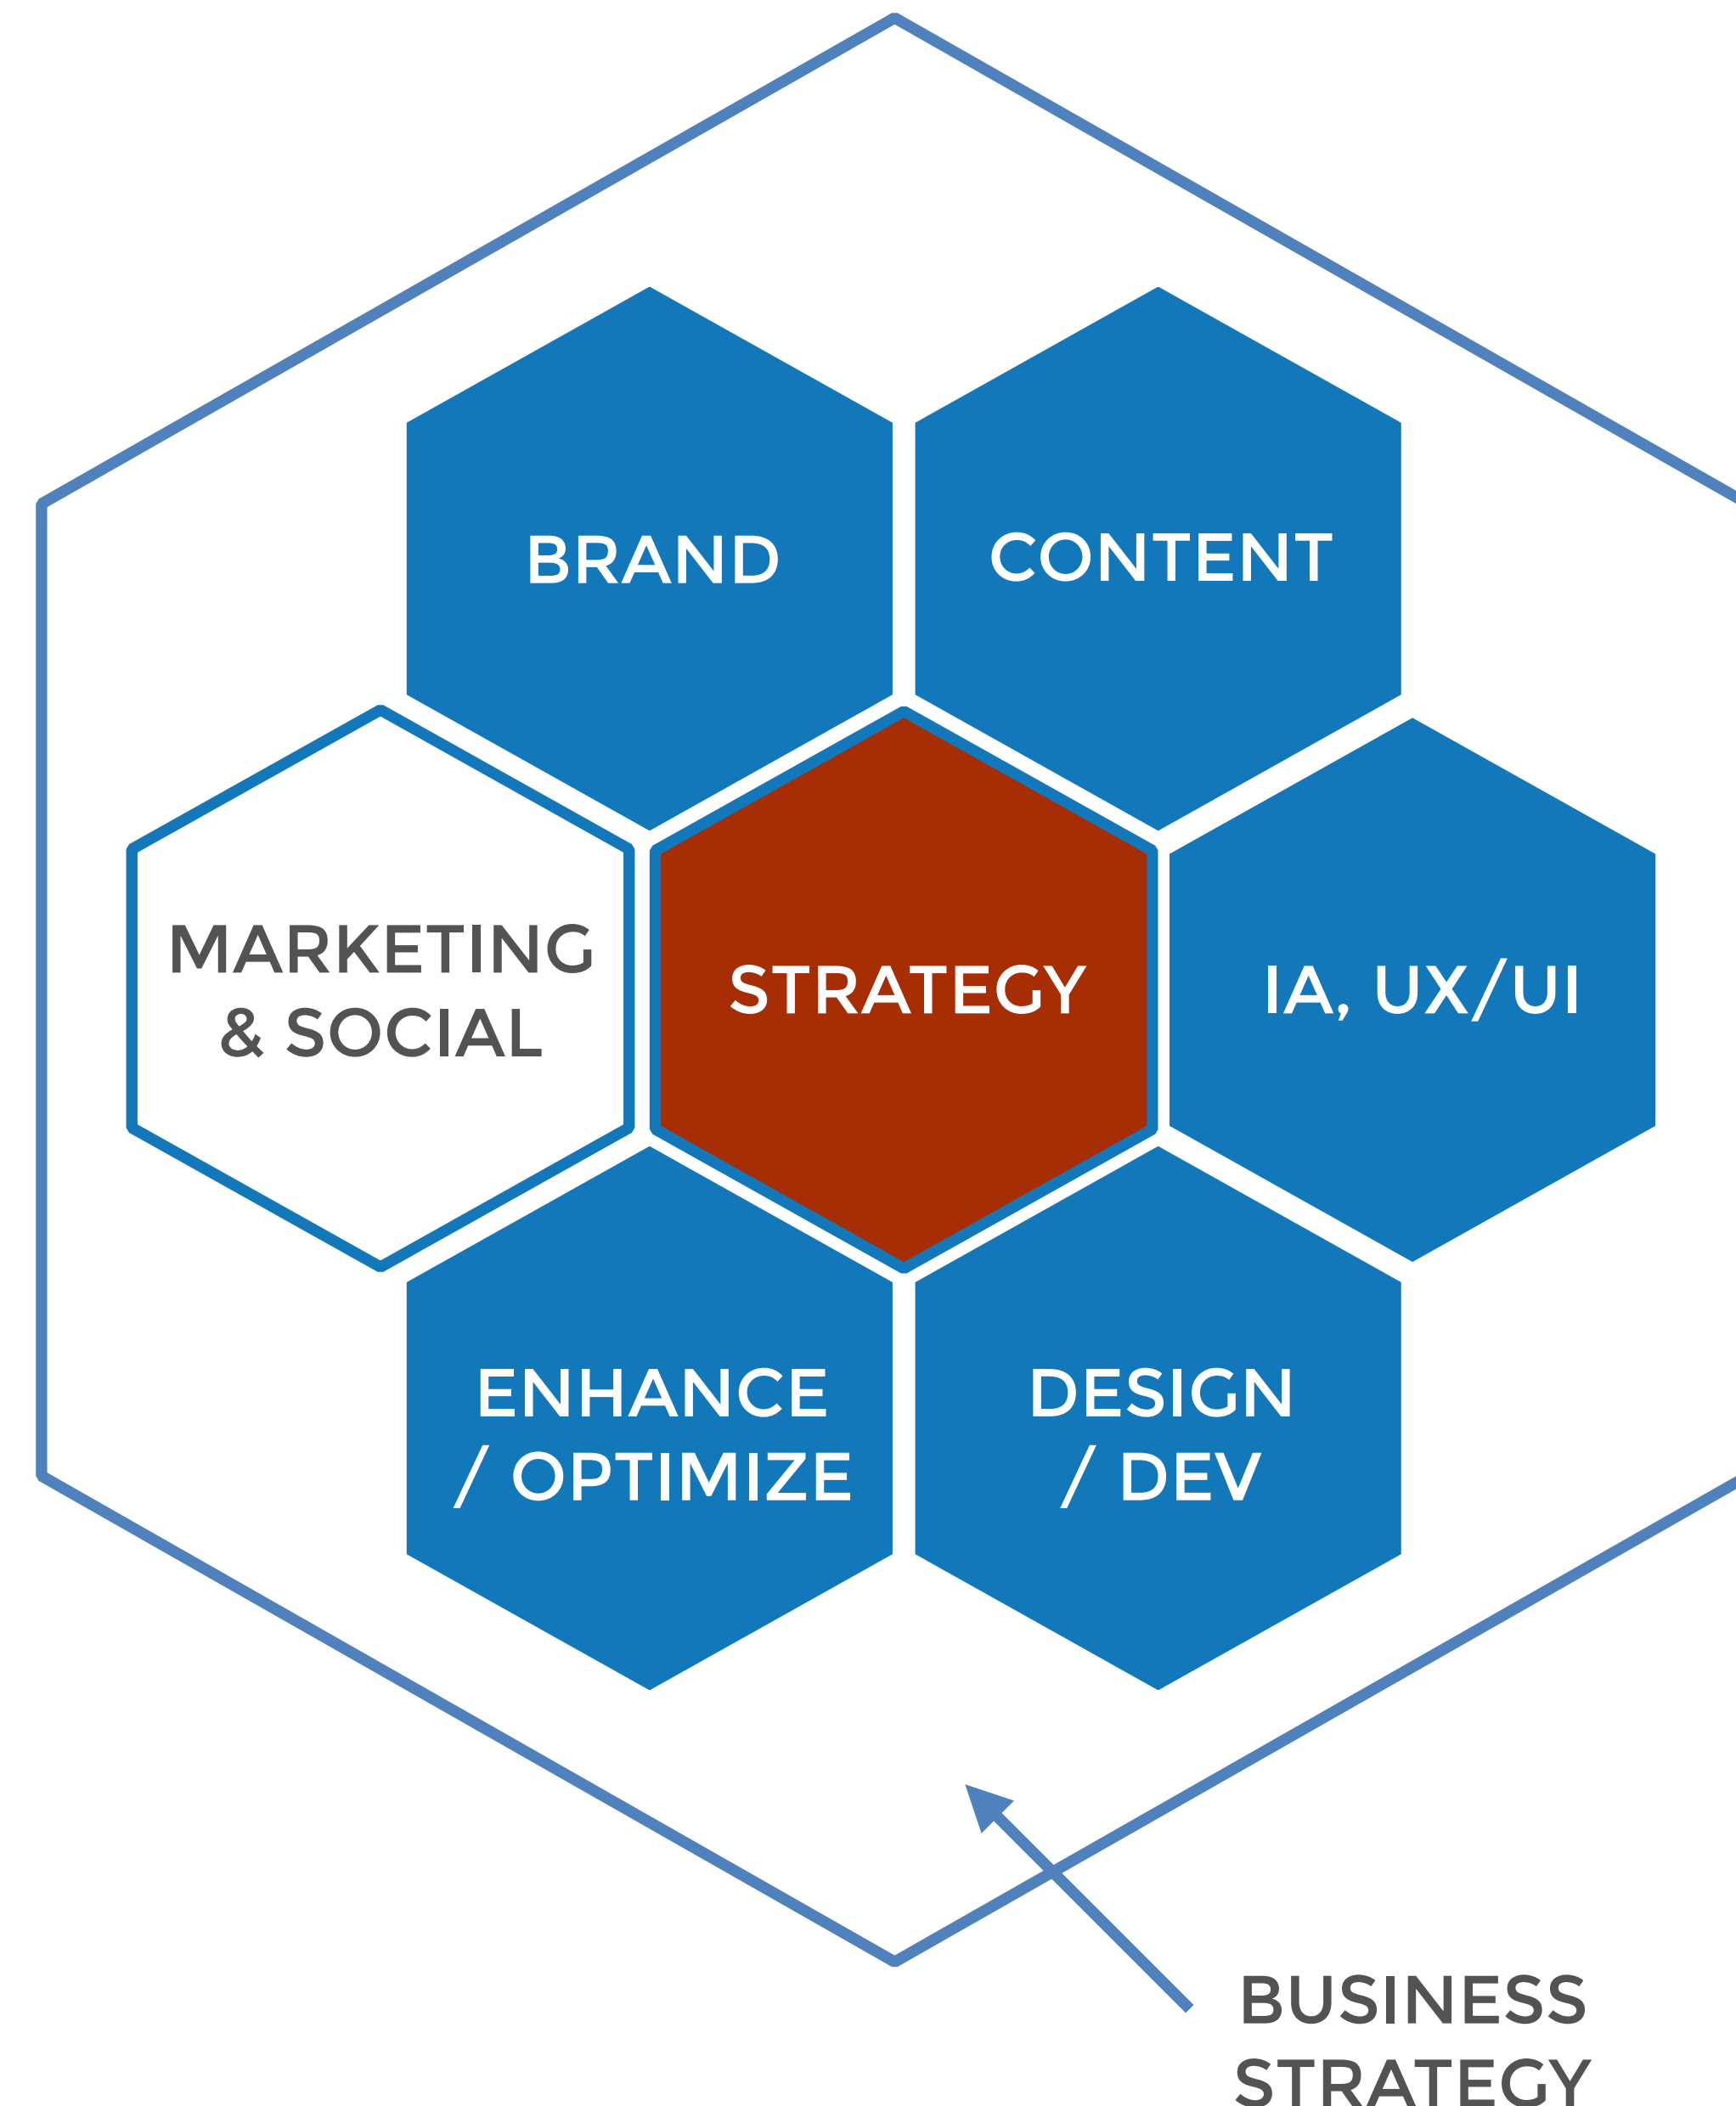 BRAND
CONTENT
MARKETING
& SOCIAL
STRATEGY
IA, UX/UI
ENHANCE
/ OPTIMIZE
DESIGN
/ DEV
BUSINESS
STRATEGY